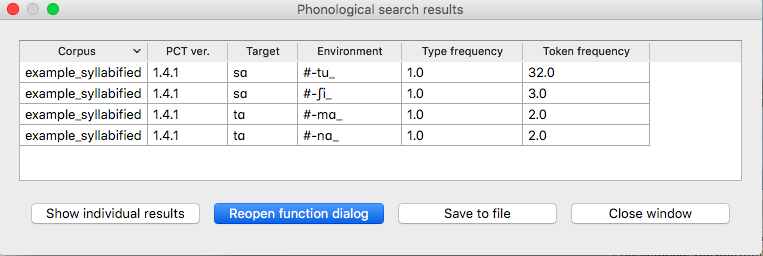 Phonological search results
Corpus PCT ver. Target Environment Type frequency Token frequency
example_syllabified 1.4.1 sɑ #-tu_ 1.0 32.0
example_syllabified 1.4.1 sɑ #-ʃi_ 1.0 3.0
example_syllabified 1.4.1 tɑ #-mɑ_ 1.0 2.0
example_syllabified 1.4.1 tɑ #-nɑ_ 1.0 2.0
Show individual results Reopen function dialog Save to file Close window